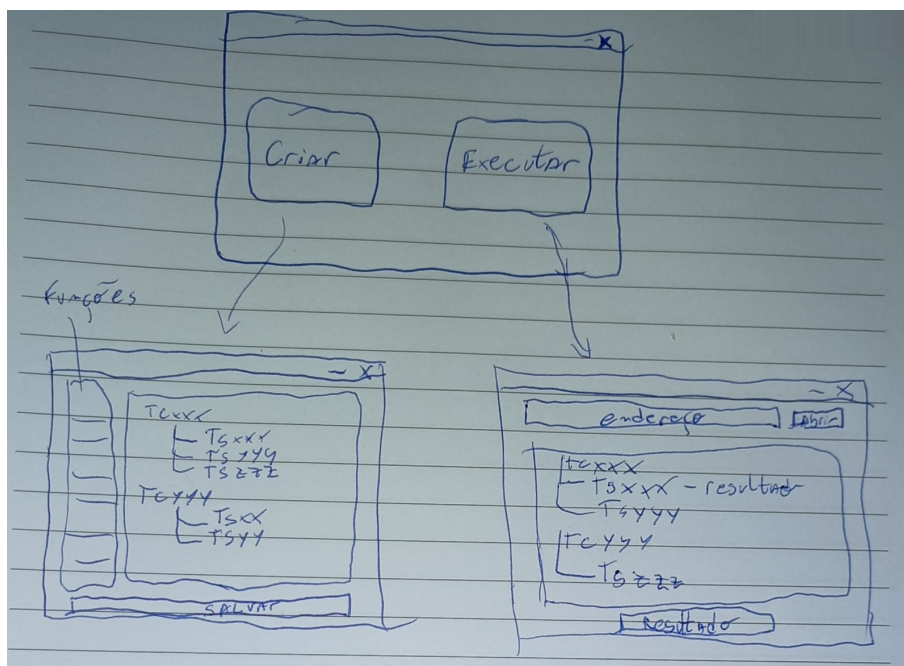 - x
Criar
Executar
funções
- x
TCxxx
TSxxx
TSyyy
TSzzz
TCyyy
TSxx
TSyy
SALVAR
- x
endereço
Abrir
tcxxx
TSxxx - resultado
TSyyy
TCyyy
TSzzz
Resultado